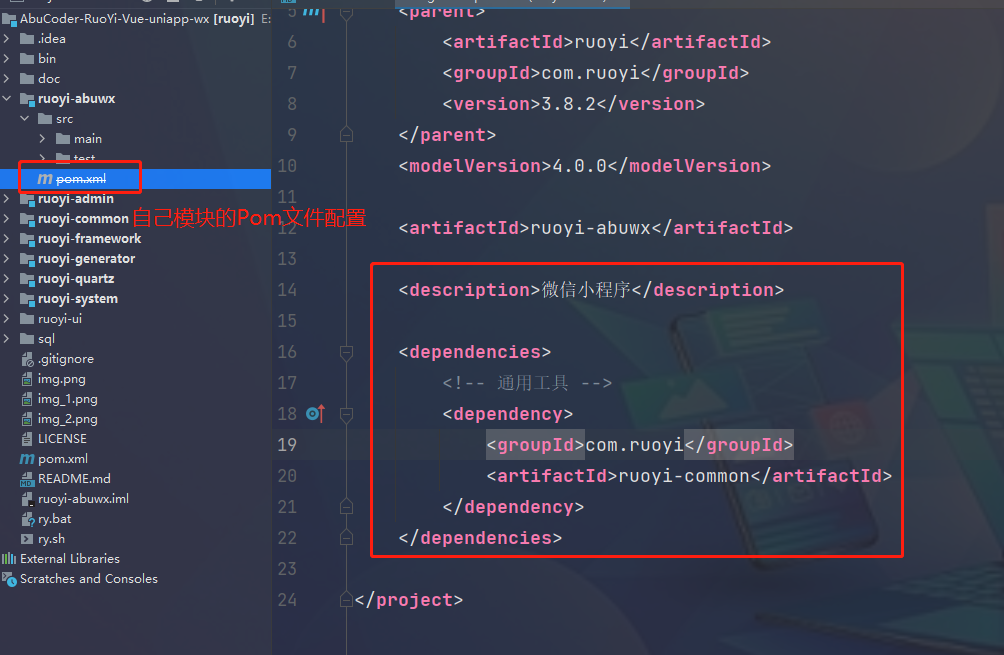 AbuCoder-RuoYi-Vue-uniapp-wx [ruoyi] E:
.idea
bin
doc
ruoyi-abuwx
src
main
test
pom.xml
ruoyi-admin
ruoyi-common
ruoyi-framework
ruoyi-generator
ruoyi-quartz
ruoyi-system
ruoyi-ui
sql
.gitignore
img.png
img_1.png
img_2.png
LICENSE
pom.xml
README.md
ruoyi-abuwx.iml
ry.bat
ry.sh
External Libraries
Scratches and Consoles
自己模块的Pom文件配置
5 <parent>
6 <artifactId>ruoyi</artifactId>
7 <groupId>com.ruoyi</groupId>
8 <version>3.8.2</version>
9 </parent>
10 <modelVersion>4.0.0</modelVersion>
11
12 <artifactId>ruoyi-abuwx</artifactId>
13
14 <description>微信小程序</description>
15
16 <dependencies>
17 <!-- 通用工具 -->
18 <dependency>
19 <groupId>com.ruoyi</groupId>
20 <artifactId>ruoyi-common</artifactId>
21 </dependency>
22 </dependencies>
23
24 </project>